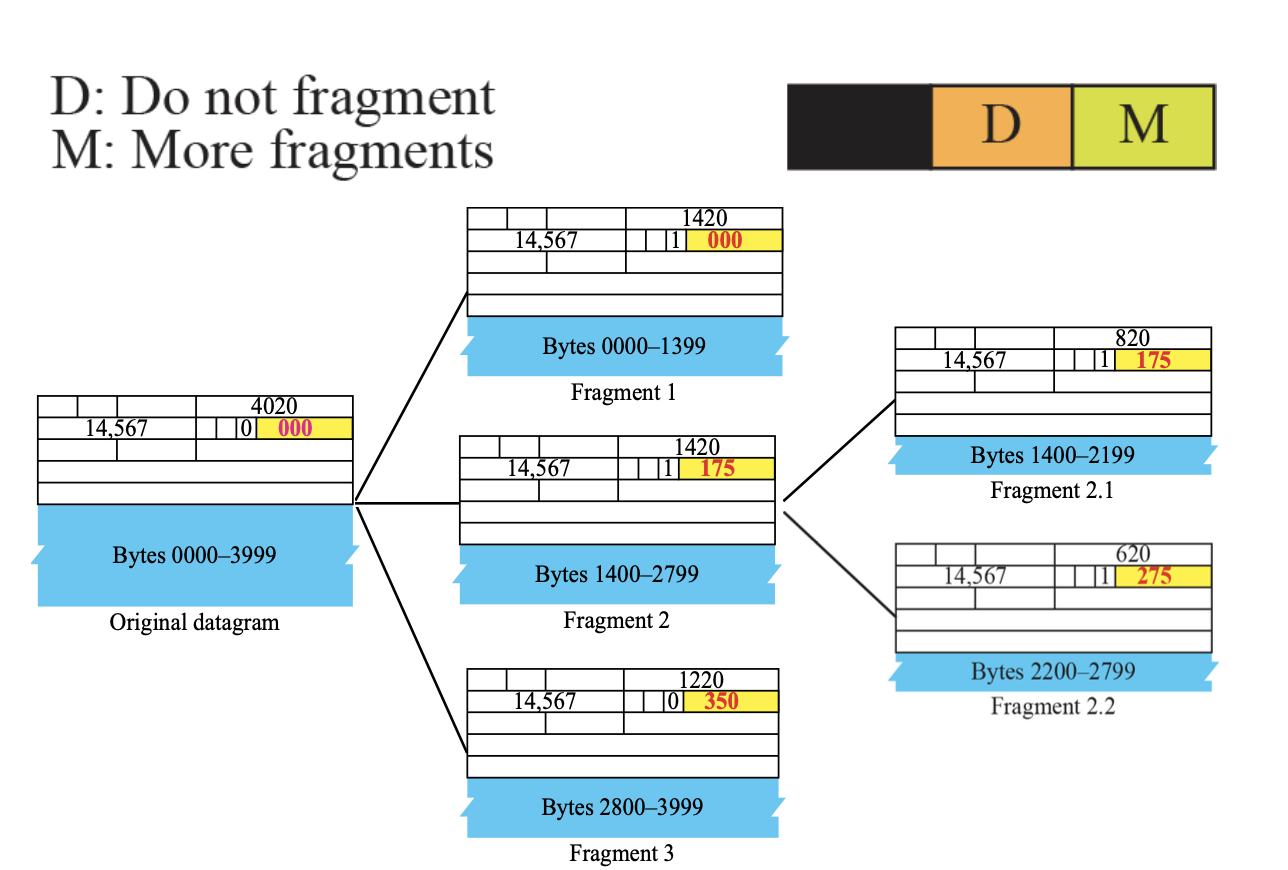 D: Do not fragment
M: More fragments
D M
1420
14,567 1 000
Bytes 0000–1399
Fragment 1
4020
14,567 0 000
Bytes 0000–3999
Original datagram
1420
14,567 1 175
Bytes 1400–2799
Fragment 2
1220
14,567 0 350
Bytes 2800–3999
Fragment 3
820
14,567 1 175
Bytes 1400–2199
Fragment 2.1
620
14,567 1 275
Bytes 2200–2799
Fragment 2.2